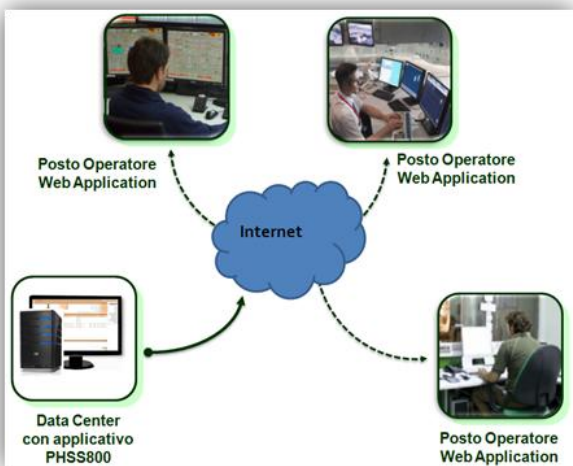 Posto Operatore
Web Application
Posto Operatore
Web Application
Internet
Data Center
con applicativo
PHSS800
Posto Operatore
Web Application